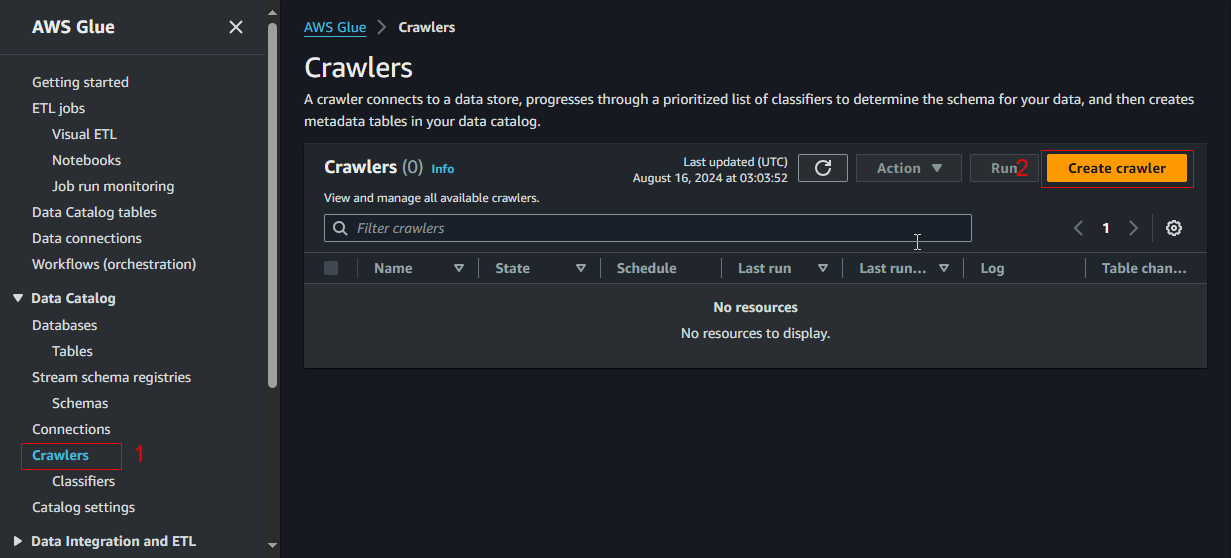 AWS Glue
Getting started
ETL jobs
Visual ETL
Notebooks
Job run monitoring
Data Catalog tables
Data connections
Workflows (orchestration)
Data Catalog
Databases
Tables
Stream schema registries
Schemas
Connections
Crawlers 1
Classifiers
Catalog settings
Data Integration and ETL
AWS Glue > Crawlers
Crawlers
A crawler connects to a data store, progresses through a prioritized list of classifiers to determine the schema for your data, and then creates
metadata tables in your data catalog.
Crawlers (0) Info
Last updated (UTC)
August 16, 2024 at 03:03:52
Action
Run
2
Create crawler
View and manage all available crawlers.
Filter crawlers
1
Name State Schedule Last run Last run... Log Table chan...
No resources
No resources to display.